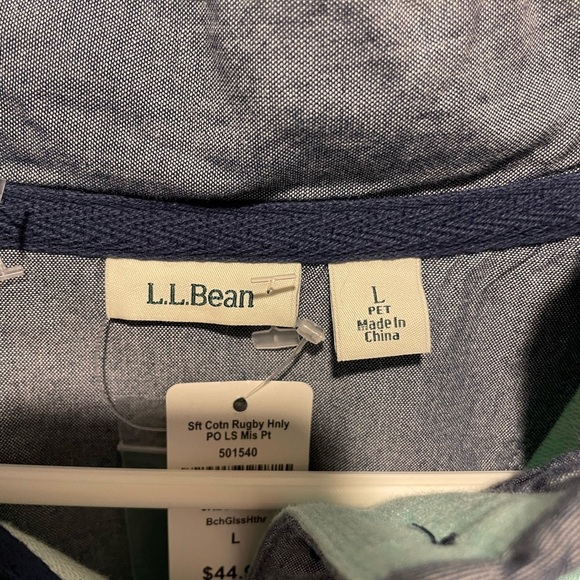 L.L.Bean
L
PET
Made In
China
Sft Cotn Rugby Hnly
PO LS Mis Pt
501540
BchGlssHthr
L